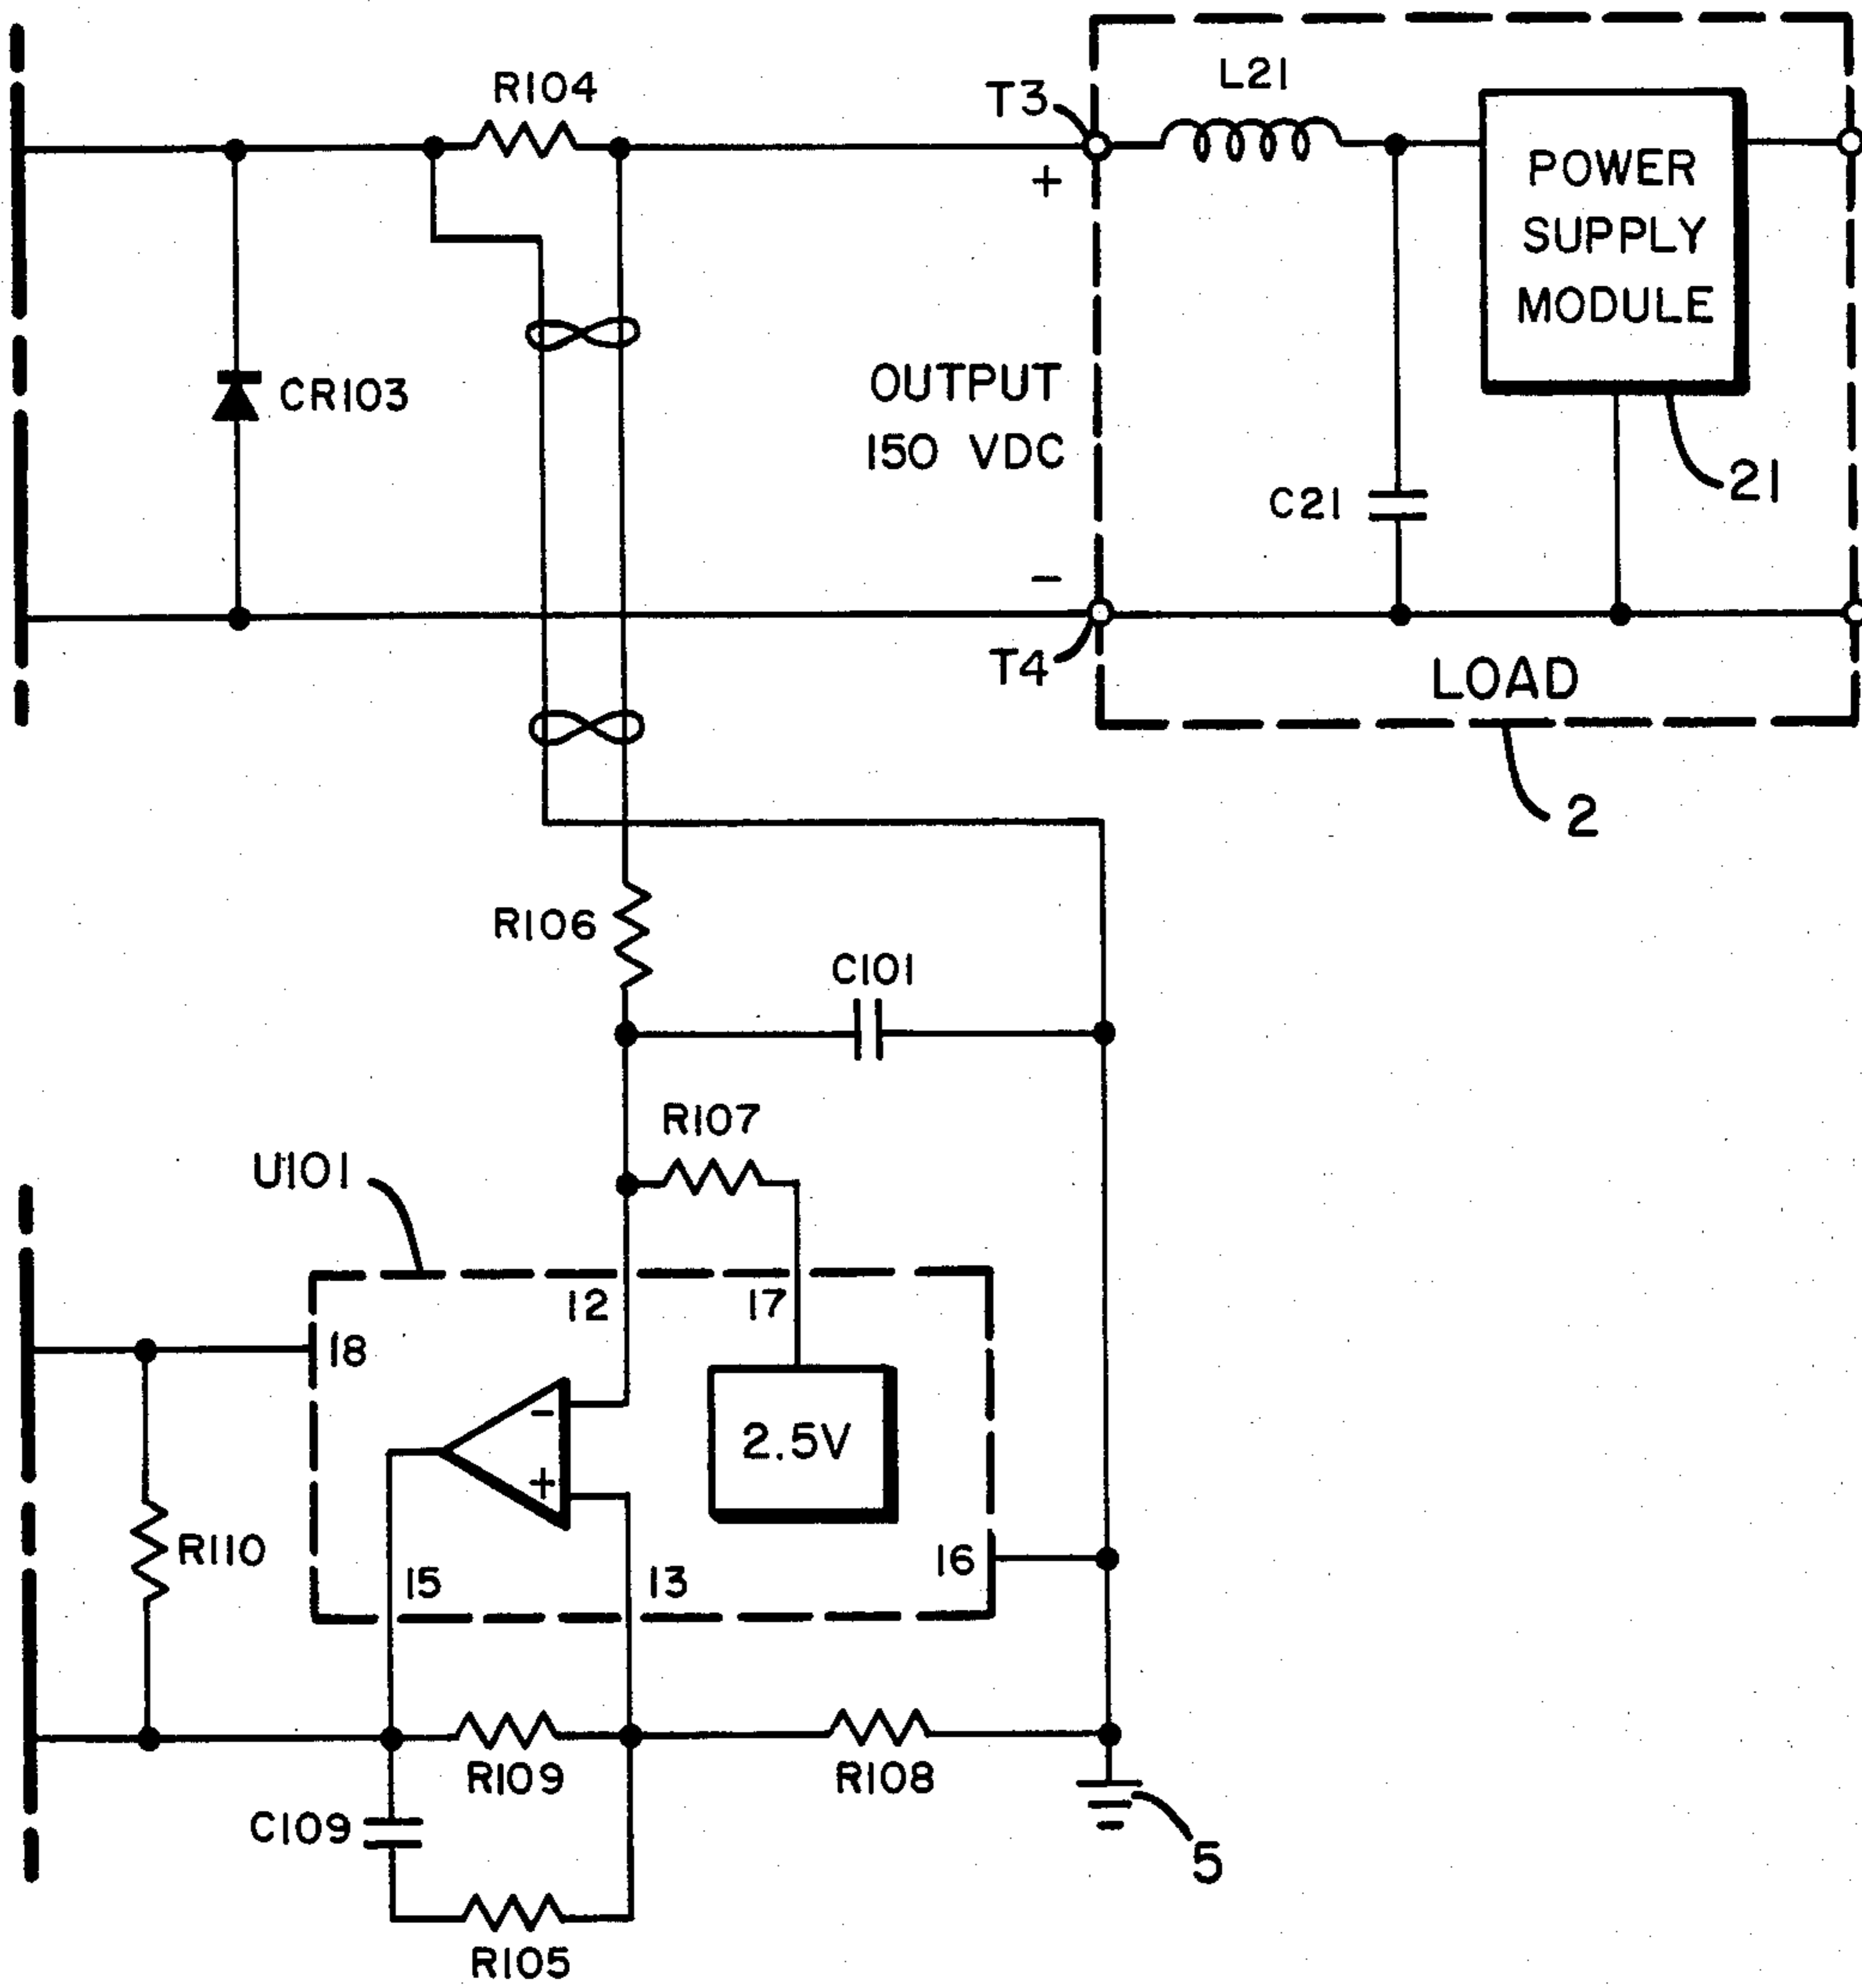 R104
T3
L21
+
POWER
SUPPLY
MODULE
CR103
OUTPUT
150 VDC
C21
21
-
T4
LOAD
2
R106
C101
R107
U101
12
17
18
-
2.5V
+
R110
15
13
16
R109
R108
C109
5
R105